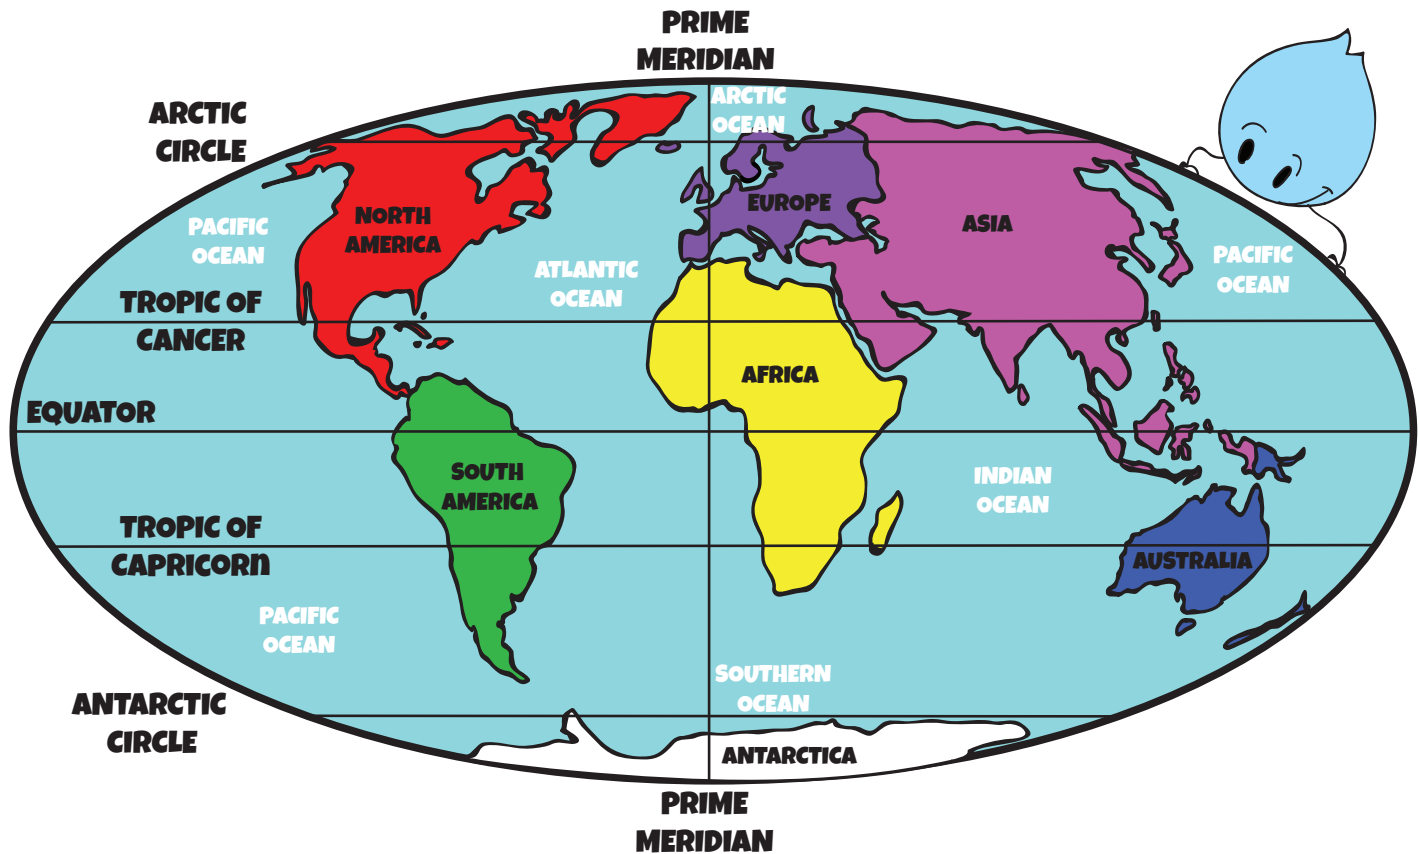 PRIME
MERIDIAN
ARCTIC
OCEAN
ARCTIC
CIRCLE
EUROPE
NORTH
AMERICA
ASIA
PACIFIC
OCEAN
PACIFIC
OCEAN
ATLANTIC
OCEAN
TROPIC OF
CANCER
AFRICA
EQUATOR
SOUTH
AMERICA
INDIAN
OCEAN
TROPIC OF
CAPRICORn
AUSTRALIA
PACIFIC
OCEAN
SOUTHERN
OCEAN
ANTARCTIC
CIRCLE
ANTARCTICA
PRIME
MERIDIAN